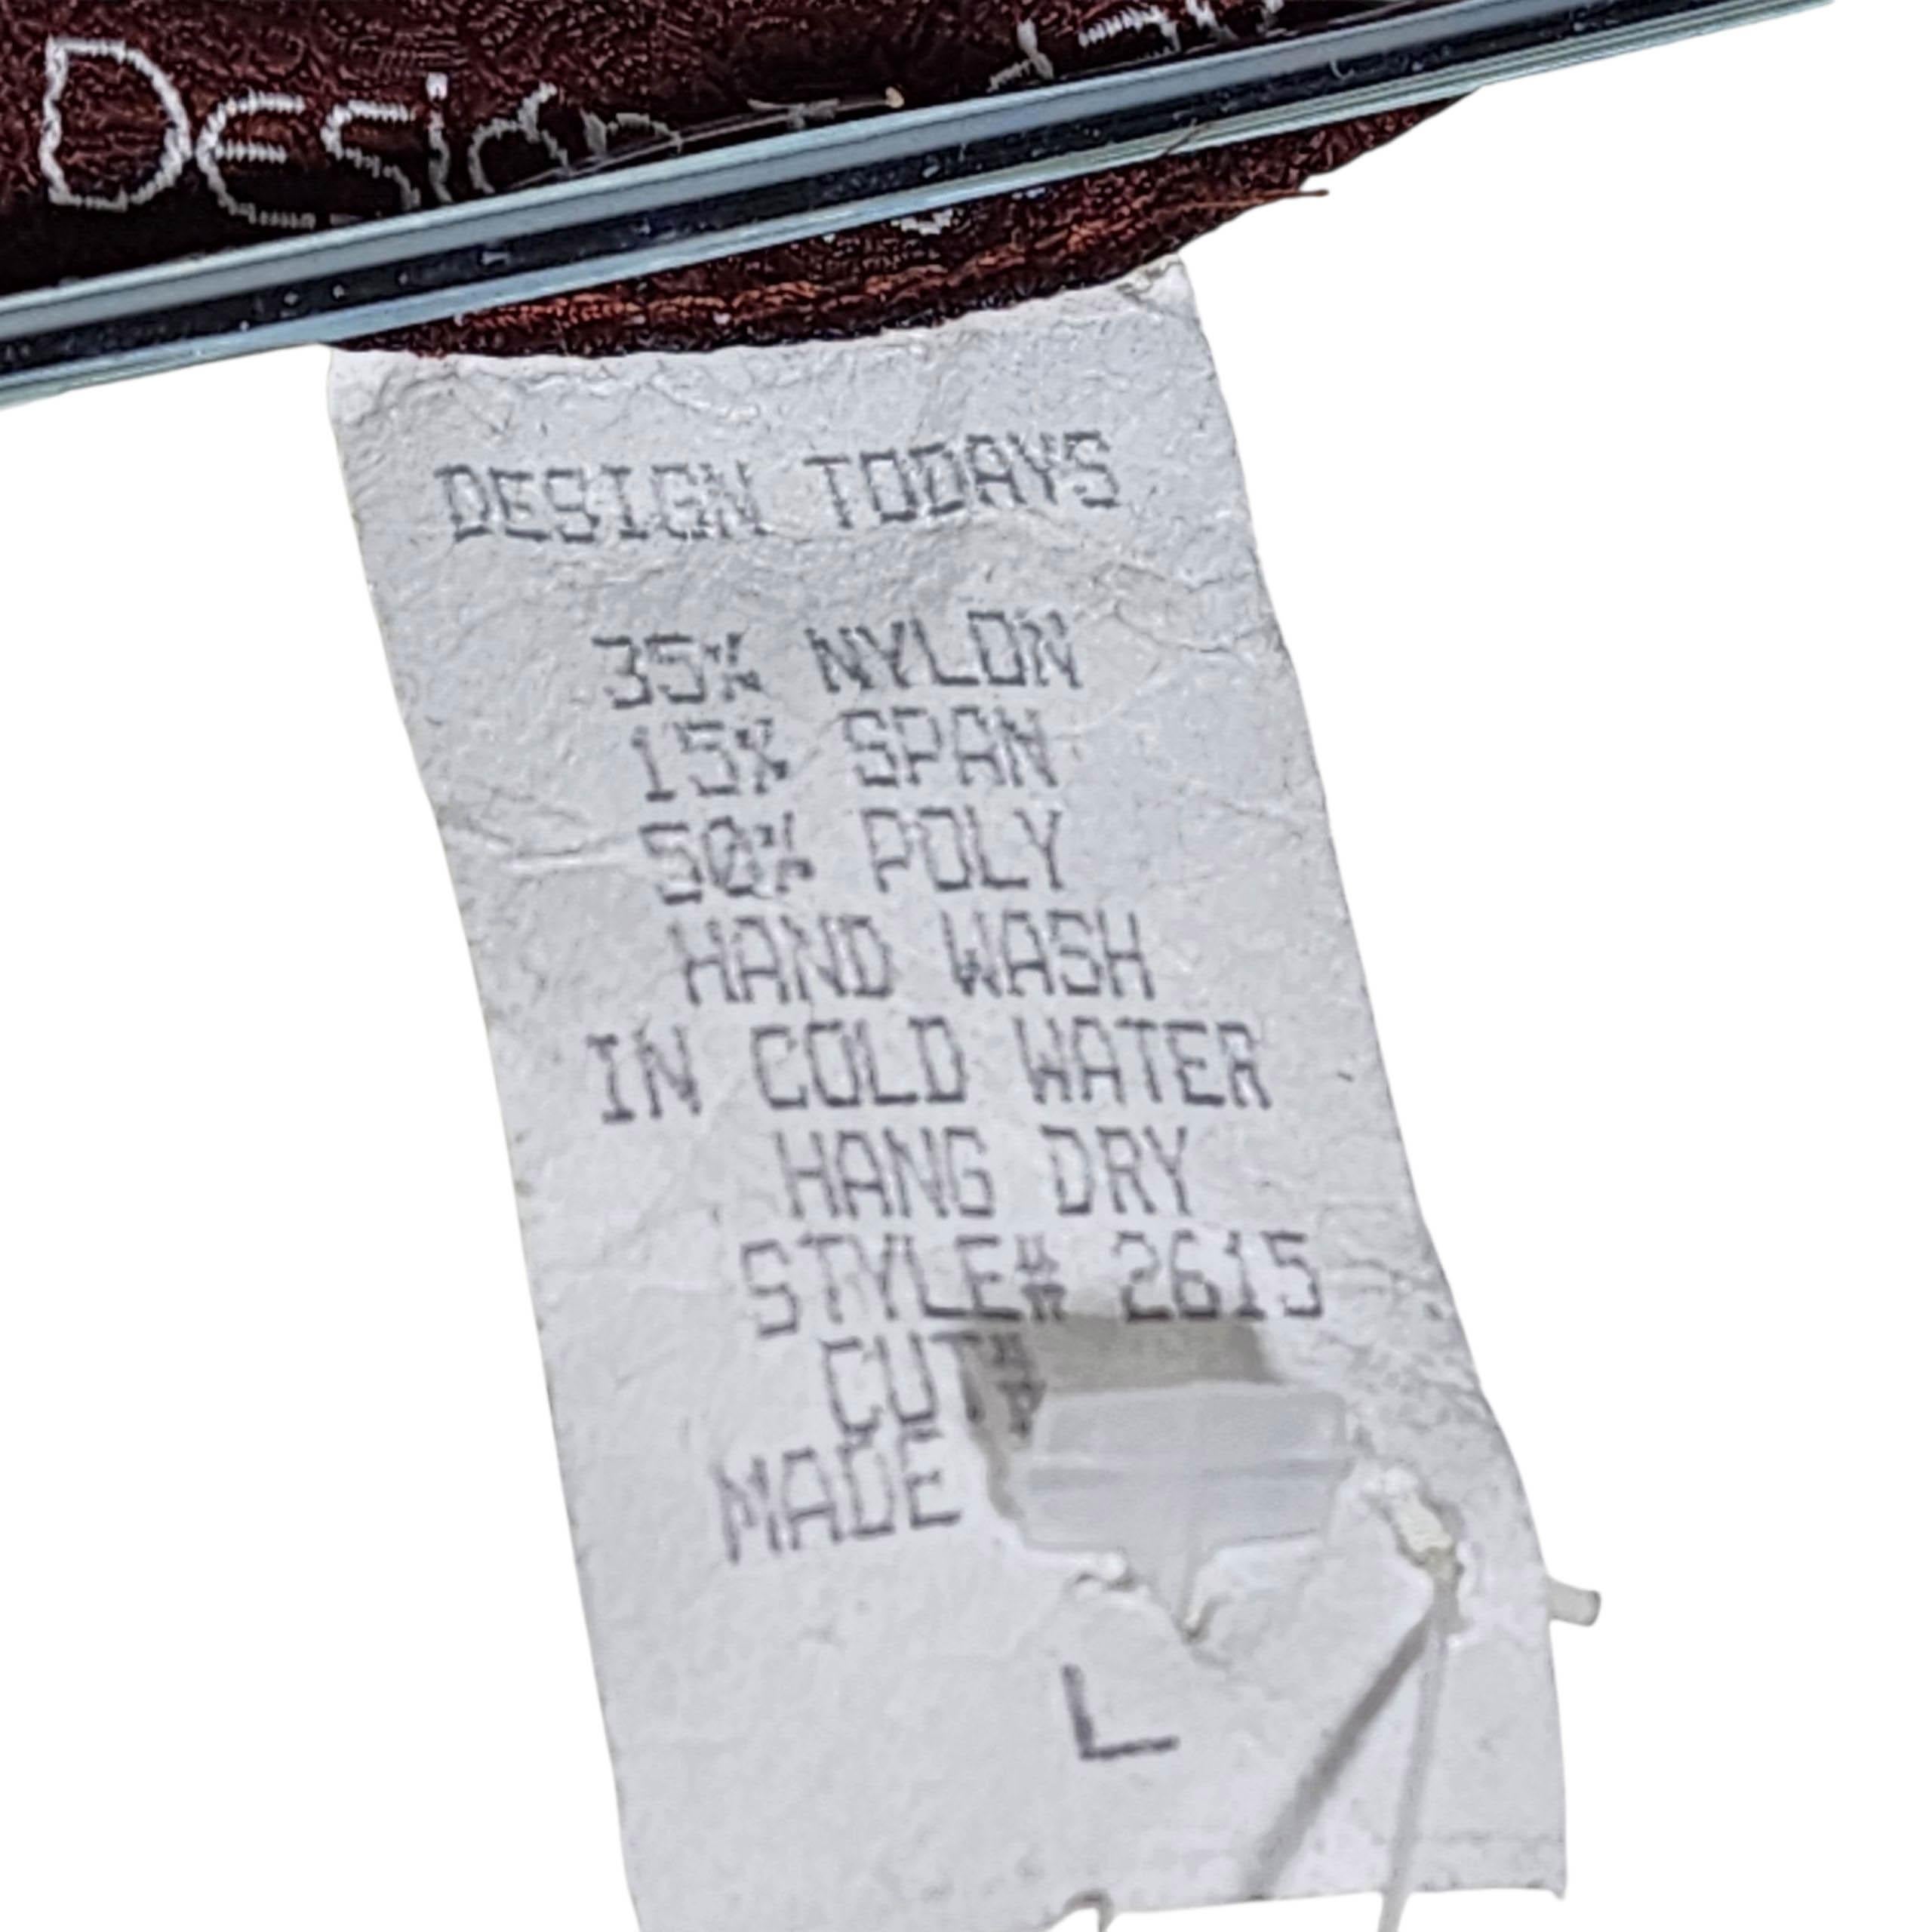 Design
DESIGN TODAYS
35% NYLON
15% SPAN
50% POLY
HAND WASH
IN COLD WATER
HANG DRY
STYLE# 2615
CUT#
MADE
L